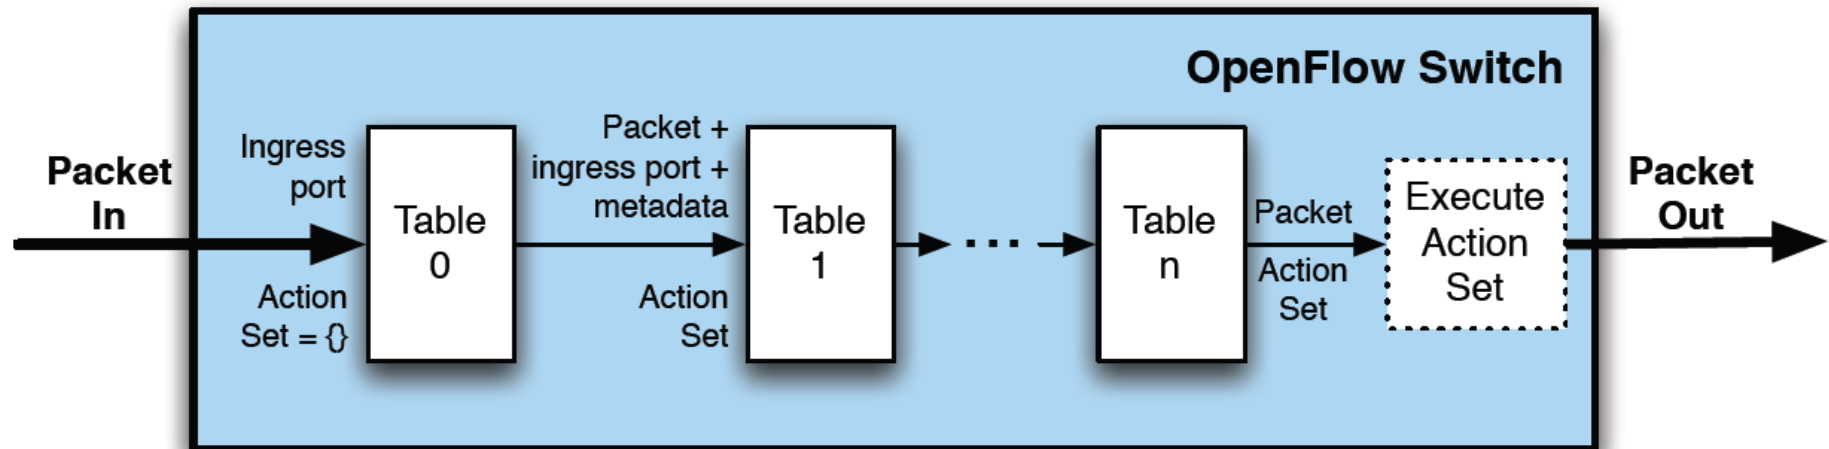 OpenFlow Switch
Packet
In
Ingress
port
Action
Set = {}
Table
0
Packet +
ingress port +
metadata
Action
Set
Table
1
...
Table
n
Packet
Action
Set
Execute
Action
Set
Packet
Out